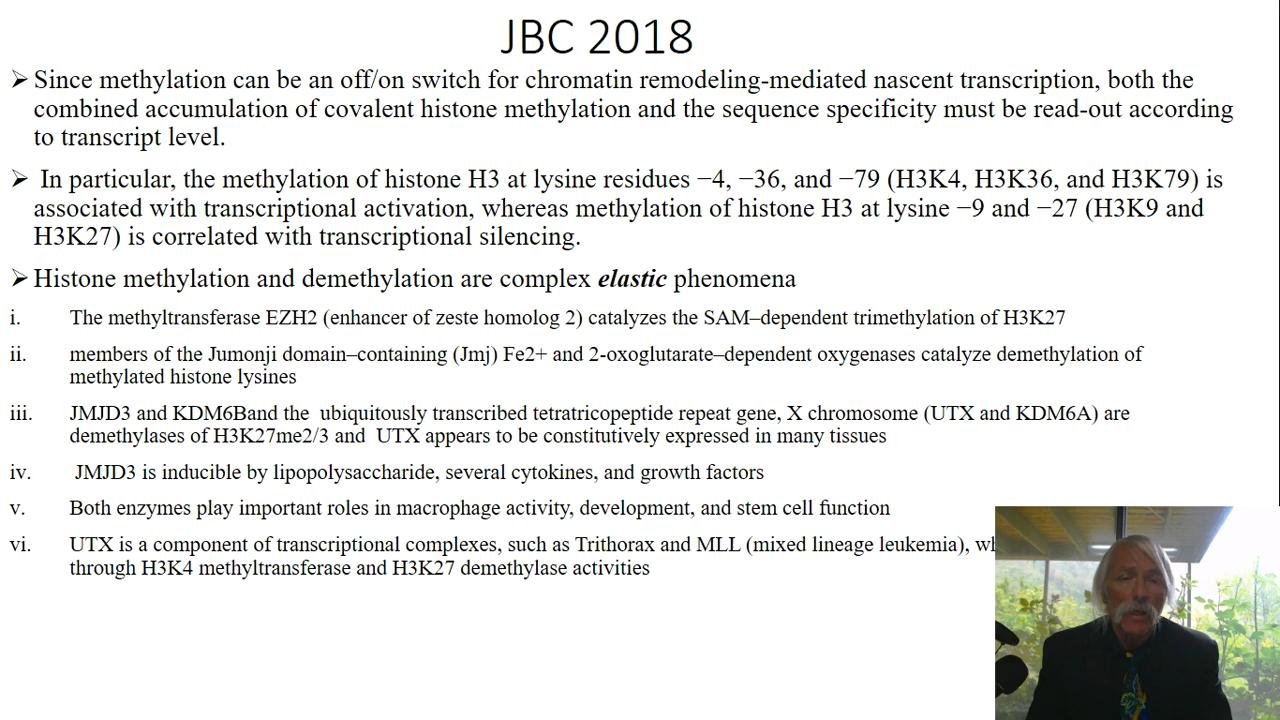 JBC 2018
➢ Since methylation can be an off/on switch for chromatin remodeling-mediated nascent transcription, both the
combined accumulation of covalent histone methylation and the sequence specificity must be read-out according
to transcript level.
➢ In particular, the methylation of histone H3 at lysine residues −4, −36, and −79 (H3K4, H3K36, and H3K79) is
associated with transcriptional activation, whereas methylation of histone H3 at lysine −9 and −27 (H3K9 and
H3K27) is correlated with transcriptional silencing.
➢ Histone methylation and demethylation are complex elastic phenomena
i. The methyltransferase EZH2 (enhancer of zeste homolog 2) catalyzes the SAM–dependent trimethylation of H3K27
ii. members of the Jumonji domain–containing (Jmj) Fe2+ and 2-oxoglutarate–dependent oxygenases catalyze demethylation of
methylated histone lysines
iii. JMJD3 and KDM6Band the ubiquitously transcribed tetratricopeptide repeat gene, X chromosome (UTX and KDM6A) are
demethylases of H3K27me2/3 and UTX appears to be constitutively expressed in many tissues
iv. JMJD3 is inducible by lipopolysaccharide, several cytokines, and growth factors
v. Both enzymes play important roles in macrophage activity, development, and stem cell function
vi. UTX is a component of transcriptional complexes, such as Trithorax and MLL (mixed lineage leukemia),
through H3K4 methyltransferase and H3K27 demethylase activities